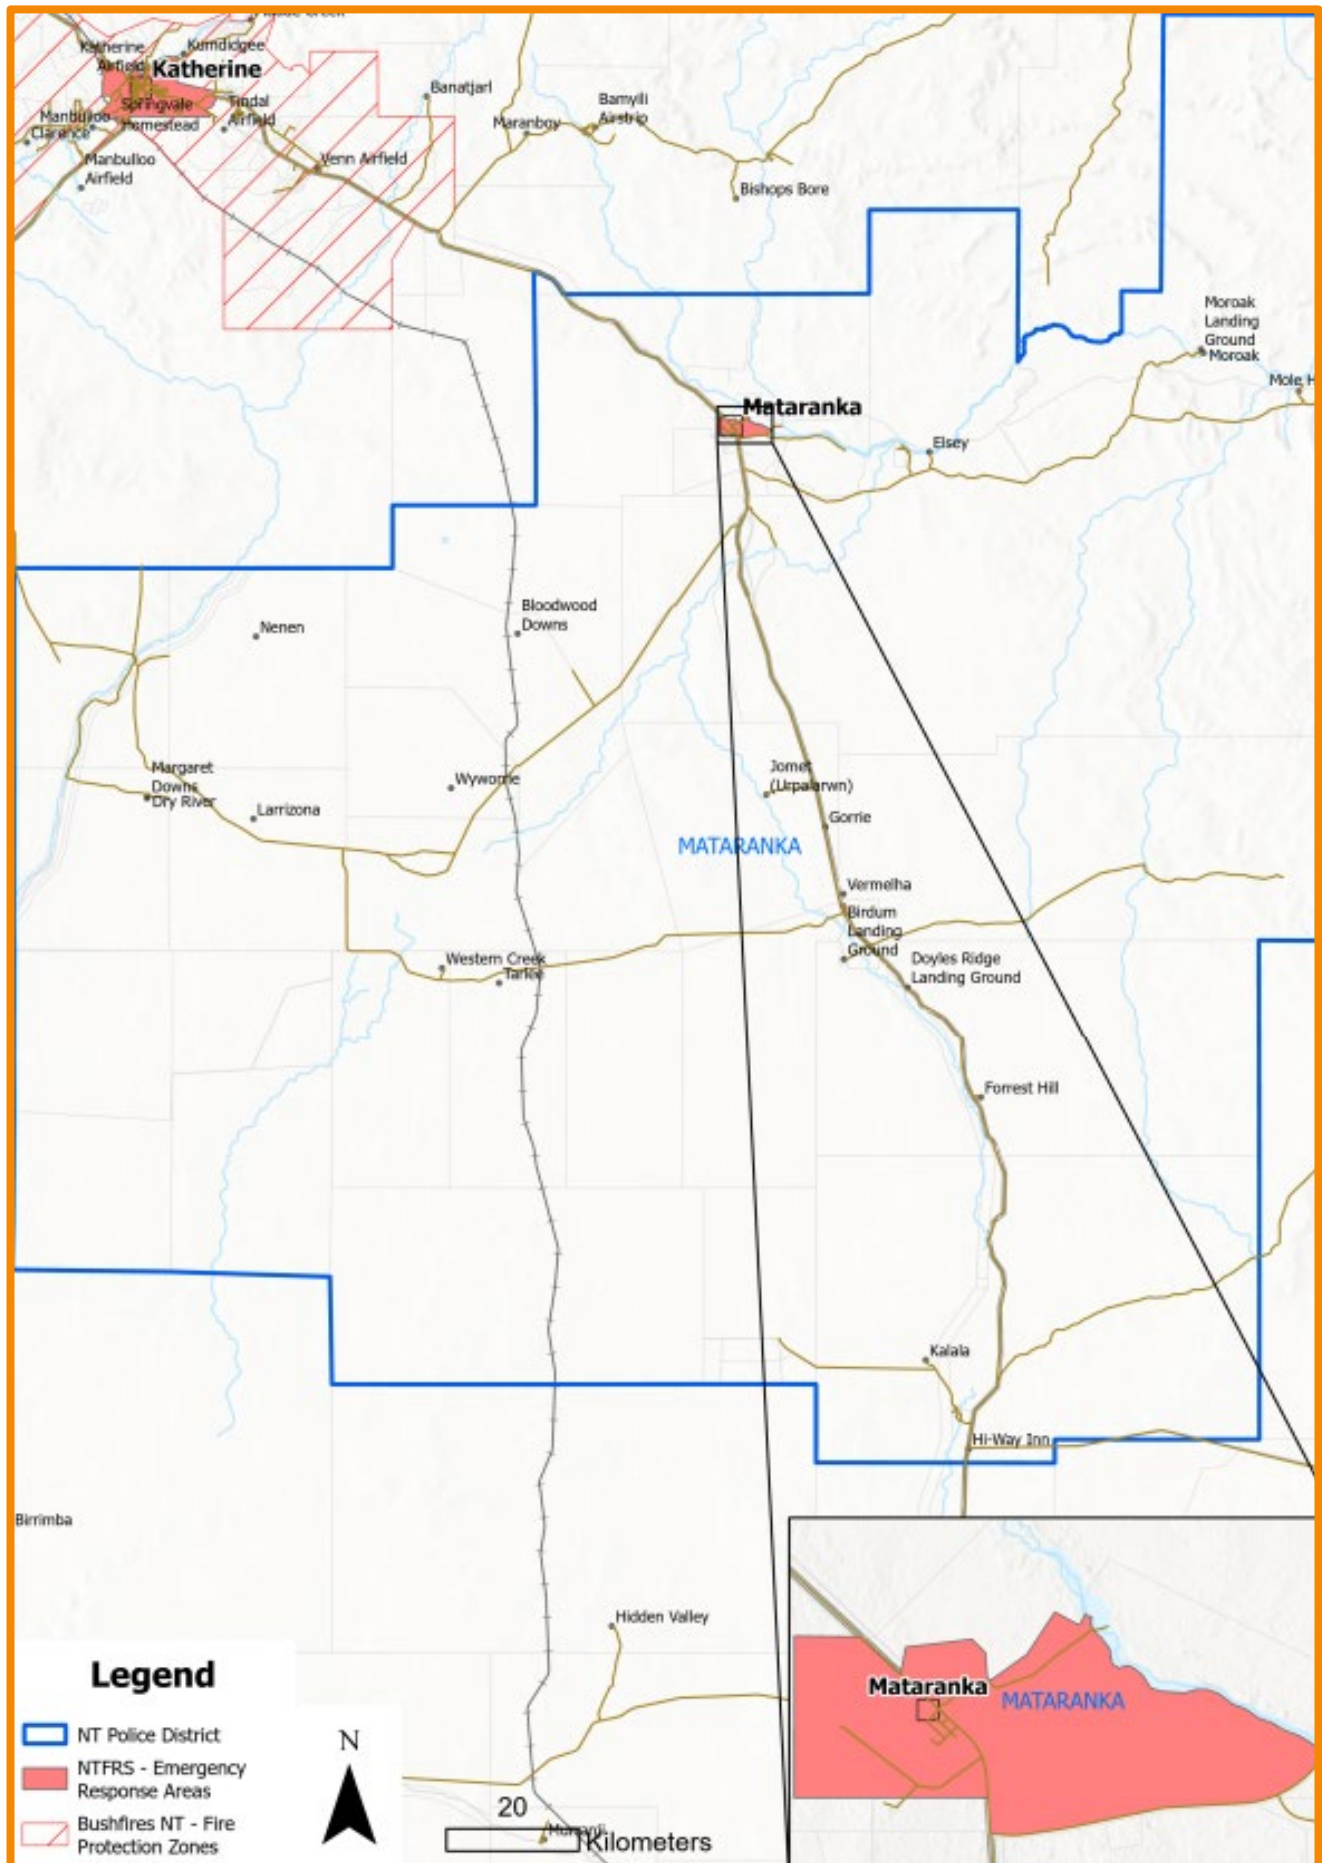 Katherine
Airfield
Kumdidgee
Katherine
Springvale
Homestead
Tindal
Airfield
Manbulloo
Clarence
Manbulloo
Airfield
Venn Airfield
Banatjarl
Maranboy
Bamyili
Airstrip
Bishops Bore
Moroak
Landing
Ground
Moroak
Mole H
Mataranka
Elsey
Nenen
Bloodwood
Downs
Margaret
Downs
Dry River
Larrizona
Wyworrie
Jomet
(Urpalarwn)
Gorrie
MATARANKA
Vermelha
Birdum
Landing
Ground
Western Creek
Tarlee
Doyles Ridge
Landing Ground
Forrest Hill
Kalala
Hi-Way Inn
Birrimba
Hidden Valley
Mataranka
MATARANKA
Legend
NT Police District
NTFRS - Emergency
Response Areas
Bushfires NT - Fire
Protection Zones
N
20
Kilometers